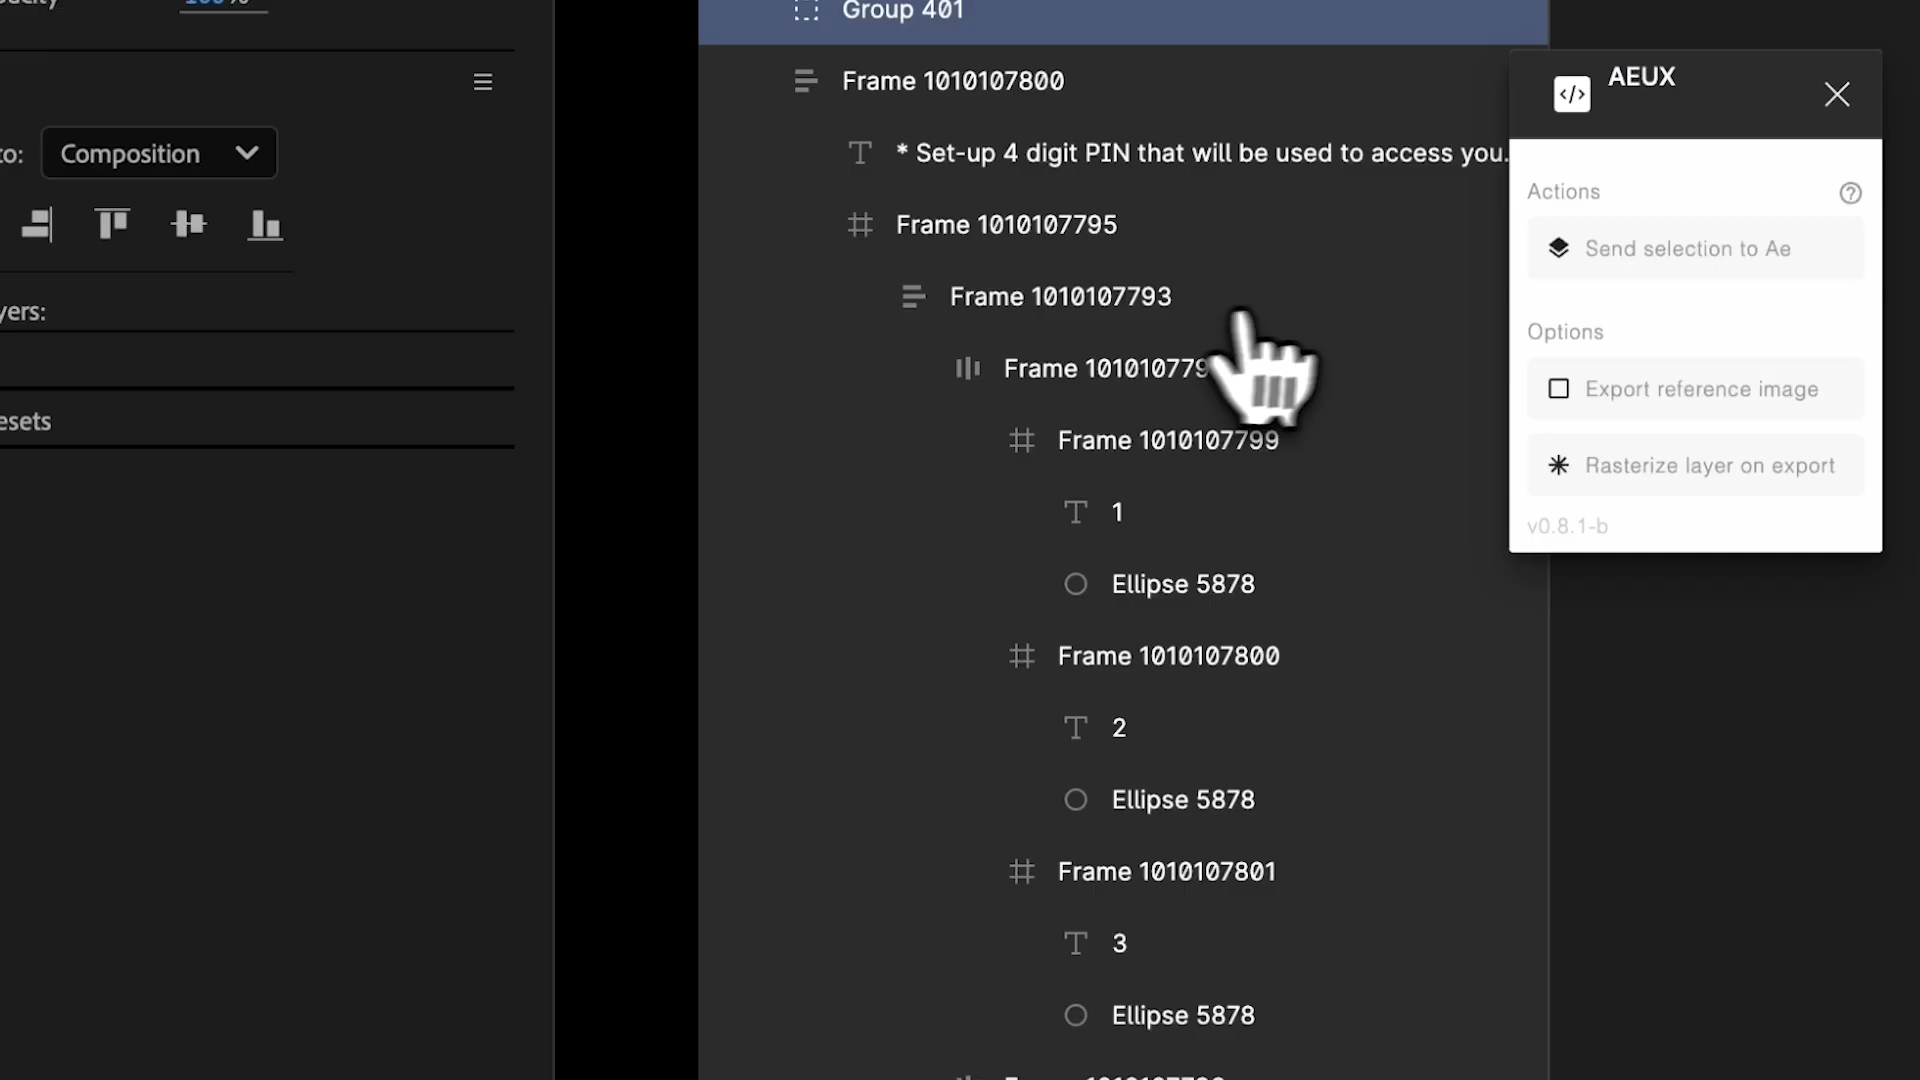 Group 401
Frame 1010107800
AEUX
to:
Composition
* Set-up 4 digit PIN that will be used to access you.
Actions
Frame 1010107795
Send selection to Ae
Frame 1010107793
yers:
Options
Frame 101010779
Export reference image
esets
Frame 1010107799
Rasterize layer on export
1
v0.8.1-b
Ellipse 5878
Frame 1010107800
2
Ellipse 5878
Frame 1010107801
3
Ellipse 5878